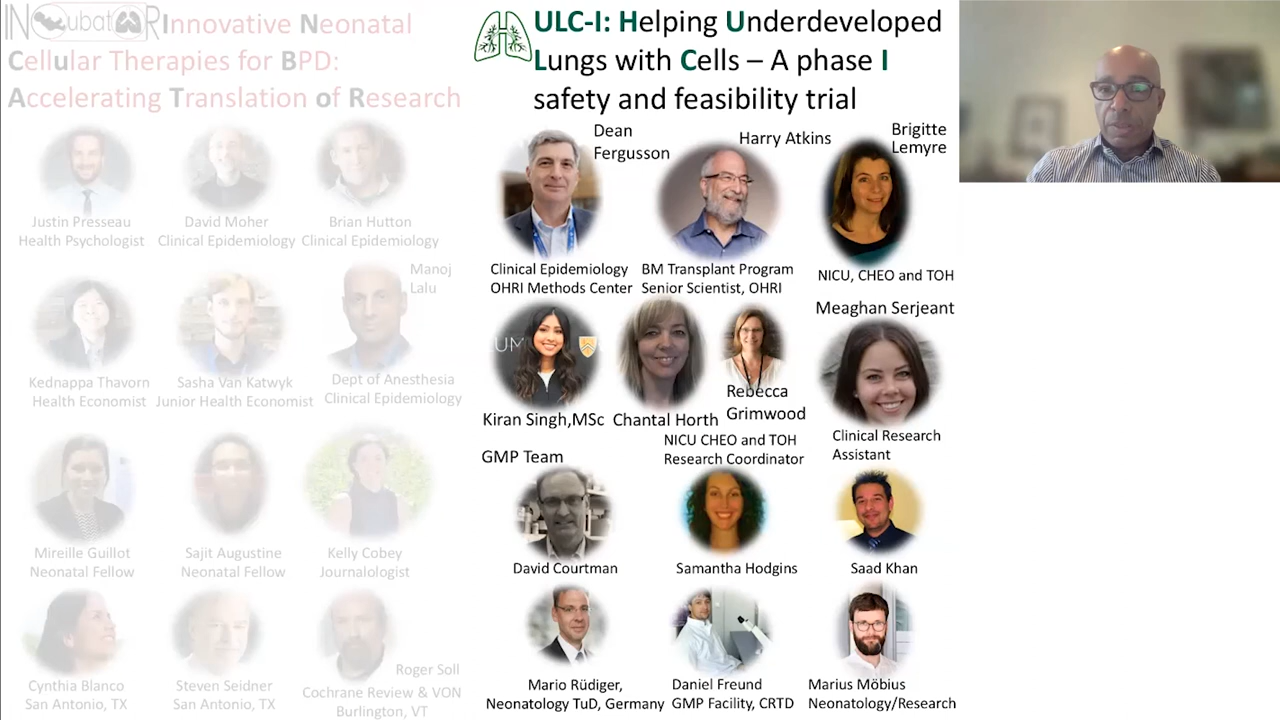 INCubatOR Innovative Neonatal
Cellular Therapies for BPD:
Accelerating Translation of Research
Justin Presseau
Health Psychologist
David Moher
Clinical Epidemiology
Brian Hutton
Clinical Epidemiology
Manoj
Lalu
Kednappa Thavorn
Health Economist
Sasha Van Katwyk
Junior Health Economist
Dept of Anesthesia
Clinical Epidemiology
Mireille Guillot
Neonatal Fellow
Sajit Augustine
Neonatal Fellow
Kelly Cobey
Journalologist
Cynthia Blanco
San Antonio, TX
Steven Seidner
San Antonio, TX
Roger Soll
Cochrane Review & VON
Burlington, VT
ULC-I: Helping Underdeveloped
Lungs with Cells – A phase I
safety and feasibility trial
Dean
Fergusson
Harry Atkins
Brigitte
Lemyre
Clinical Epidemiology
OHRI Methods Center
BM Transplant Program
Senior Scientist, OHRI
NICU, CHEO and TOH
Meaghan Serjeant
UM
Kiran Singh,MSc
Chantal Horth
Rebecca
Grimwood
NICU CHEO and TOH
Research Coordinator
Clinical Research
Assistant
GMP Team
David Courtman
Samantha Hodgins
Saad Khan
Mario Rüdiger,
Neonatology TuD, Germany
Daniel Freund
GMP Facility, CRTD
Marius Möbius
Neonatology/Research